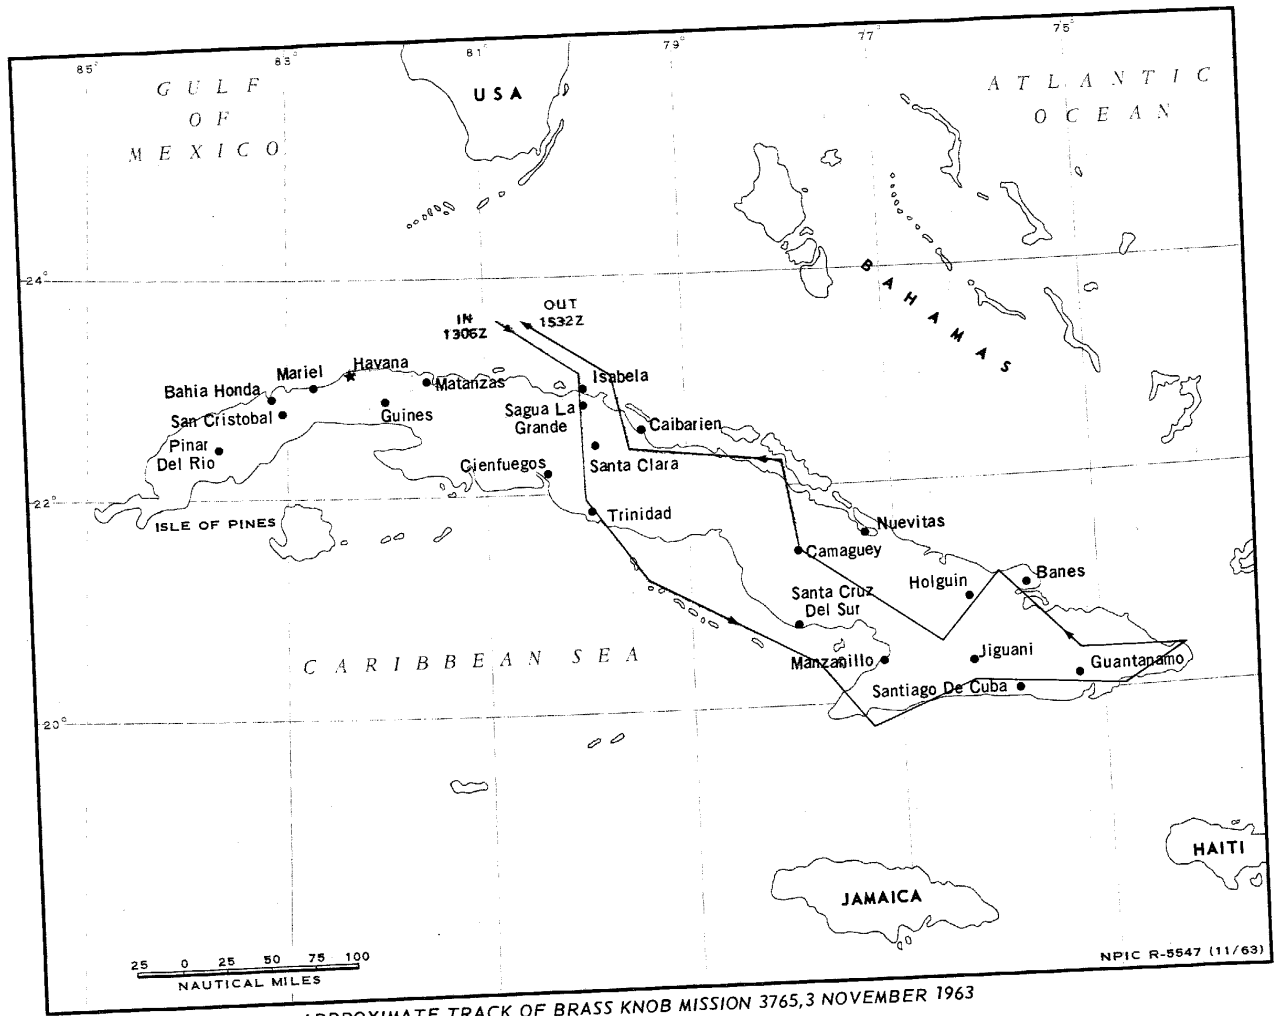 85°
83°
81°
79°
77°
75°
GULF
OF
MEXICO
USA
ATLANTIC
OCEAN
BAHAMAS
24°
IN
1306Z
OUT
1532Z
Havana
Mariel
Matanzas
Isabela
Bahia Honda
San Cristobal
Guines
Sagua La
Grande
Caibarien
Pinar
Del Rio
Cienfuegos
Santa Clara
22°
ISLE OF PINES
Trinidad
Nuevitas
Camaguey
Holguin
Banes
Santa Cruz
Del Sur
CARIBBEAN SEA
Manzanillo
Jiguani
Guantanamo
Santiago De Cuba
20°
HAITI
JAMAICA
25 0 25 50 75 100
NAUTICAL MILES
NPIC R-5547 (11/63)
APPROXIMATE TRACK OF BRASS KNOB MISSION 3765,3 NOVEMBER 1963